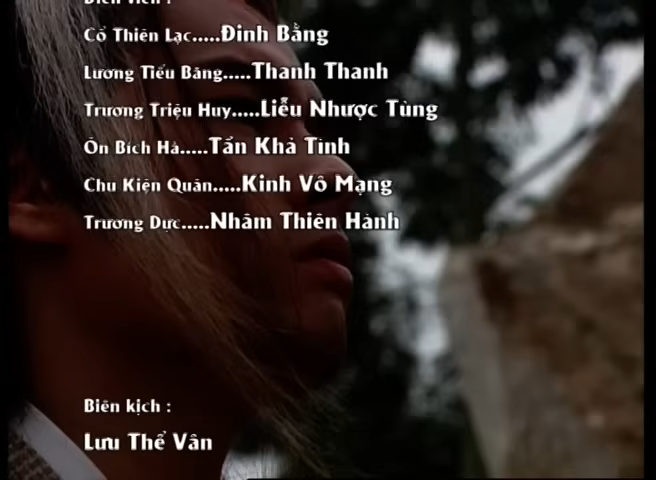 Diễn viên :
Cổ Thiên Lạc.....Đinh Bằng
Lương Tiểu Băng.....Thanh Thanh
Trương Triệu Huy.....Liễu Nhược Tùng
Ôn Bích Hà.....Tần Khả Tình
Chu Kiện Quân.....Kinh Vô Mạng
Trương Dực.....Nhâm Thiên Hành
Biên kịch :
Lưu Thể Vân